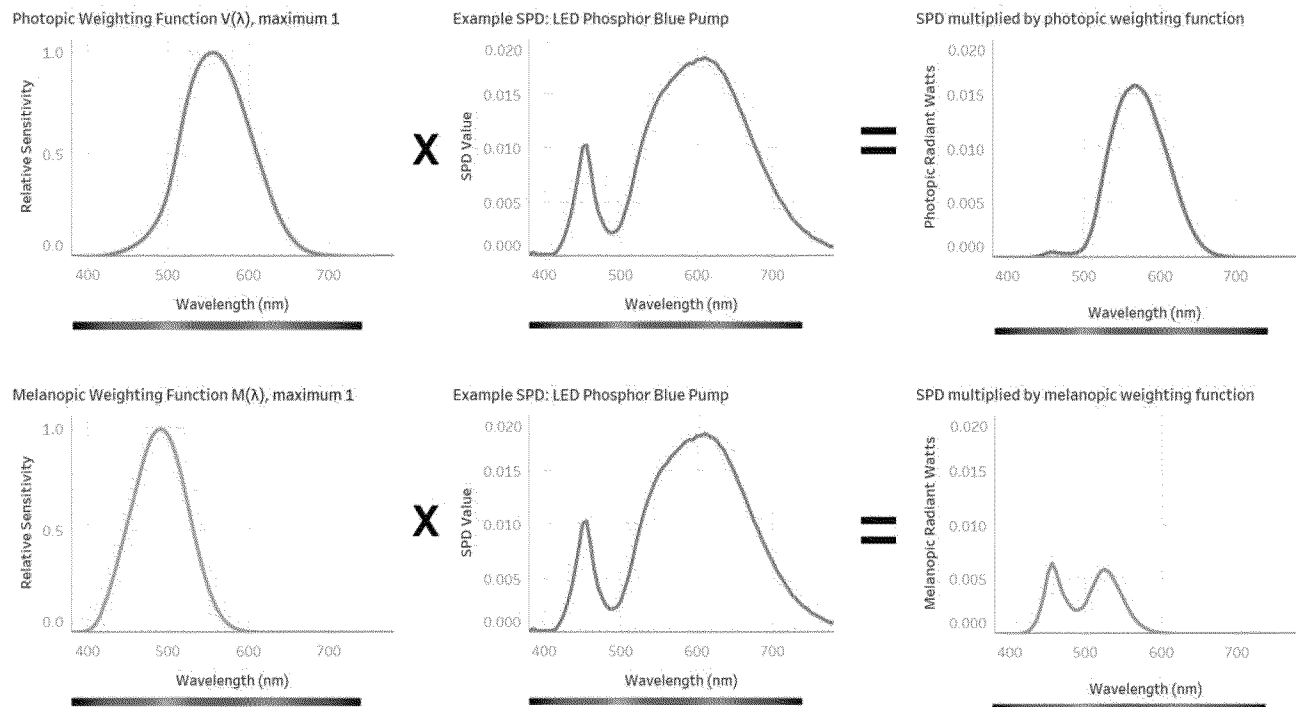 Photopic Weighting Function V(λ), maximum 1
Example SPD: LED Phosphor Blue Pump
SPD multiplied by photopic weighting function
Relative Sensitivity
1.0
0.5
0.0
400 500 600 700
Wavelength (nm)
X
SPD Value
0.020
0.015
0.010
0.005
0.000
400 500 600 700
Wavelength (nm)
=
Photopic Radiant Watts
0.020
0.015
0.010
0.005
0.000
400 500 600 700
Wavelength (nm)
Melanopic Weighting Function M(λ), maximum 1
Example SPD: LED Phosphor Blue Pump
SPD multiplied by melanopic weighting function
Relative Sensitivity
1.0
0.5
0.0
400 500 600 700
Wavelength (nm)
X
SPD Value
0.020
0.015
0.010
0.005
0.000
400 500 600 700
Wavelength (nm)
=
Melanopic Radiant Watts
0.020
0.015
0.010
0.005
0.000
400 500 600 700
Wavelength (nm)